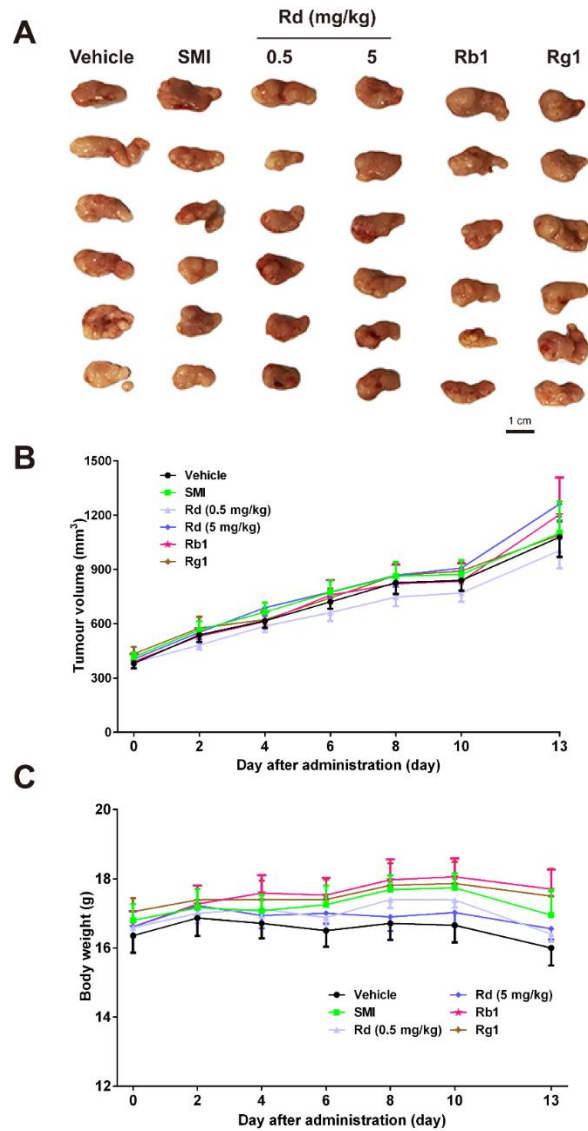 A
Rd (mg/kg)
Vehicle SMI 0.5 5 Rb1 Rg1
1 cm
B
1500
1200
900
600
300
0
Tumour volume (mm³)
Vehicle
SMI
Rd (0.5 mg/kg)
Rd (5 mg/kg)
Rb1
Rg1
0 2 4 6 8 10 13
Day after administration (day)
C
20
18
16
14
12
Body weight (g)
Vehicle Rd (5 mg/kg)
SMI Rb1
Rd (0.5 mg/kg) Rg1
0 2 4 6 8 10 13
Day after administration (day)